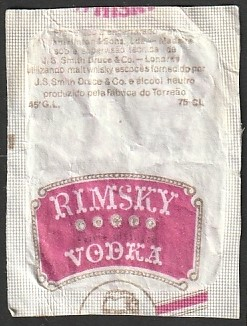 sob a supervisão técnica de
J. S. Smith Druce & Co. – Londres
utilizando malt whisky escocês fornecido por
J. S. Smith Druce & Co. e álcool neutro
produzido pela Fábrica do Torreão
45° G.L. 75 CL.
RIMSKY
VODKA